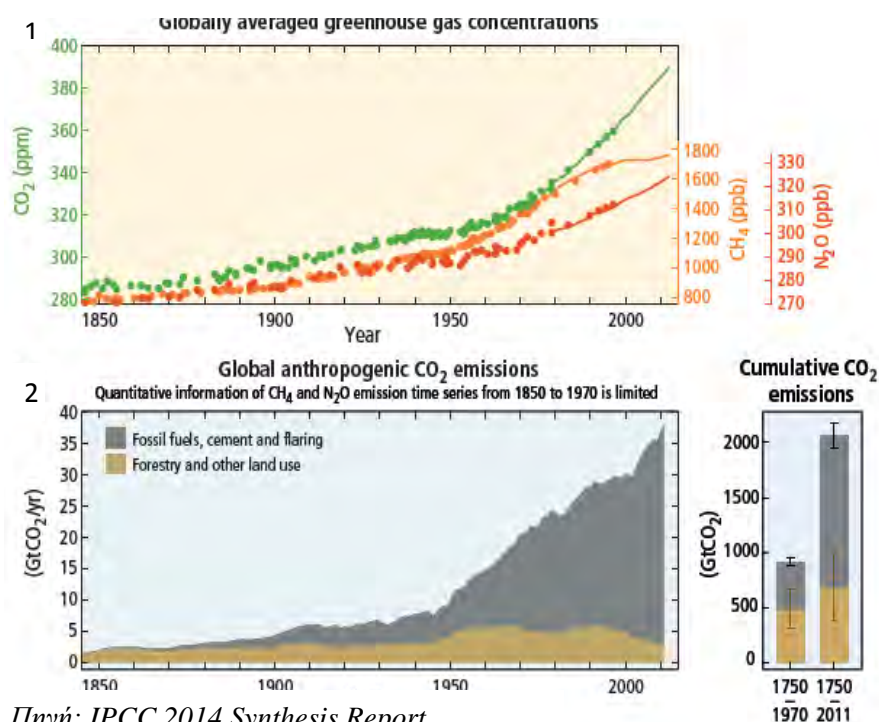 1
Globally averaged greenhouse gas concentrations
400
380
360
340
320
300
280
CO₂ (ppm)
1800
1600
1400
1200
1000
800
CH₄ (ppb)
330
320
310
300
290
280
270
N₂O (ppb)
1850 1900 1950 2000
Year
2
Global anthropogenic CO₂ emissions
Quantitative information of CH₄ and N₂O emission time series from 1850 to 1970 is limited
40
35
30
25
20
15
10
5
0
(GtCO₂/yr)
Fossil fuels, cement and flaring
Forestry and other land use
1850 1900 1950 2000
Cumulative CO₂
emissions
2000
1500
1000
500
0
(GtCO₂)
1750 1750
– –
1970 2011
Πηγή: IPCC 2014 Synthesis Report